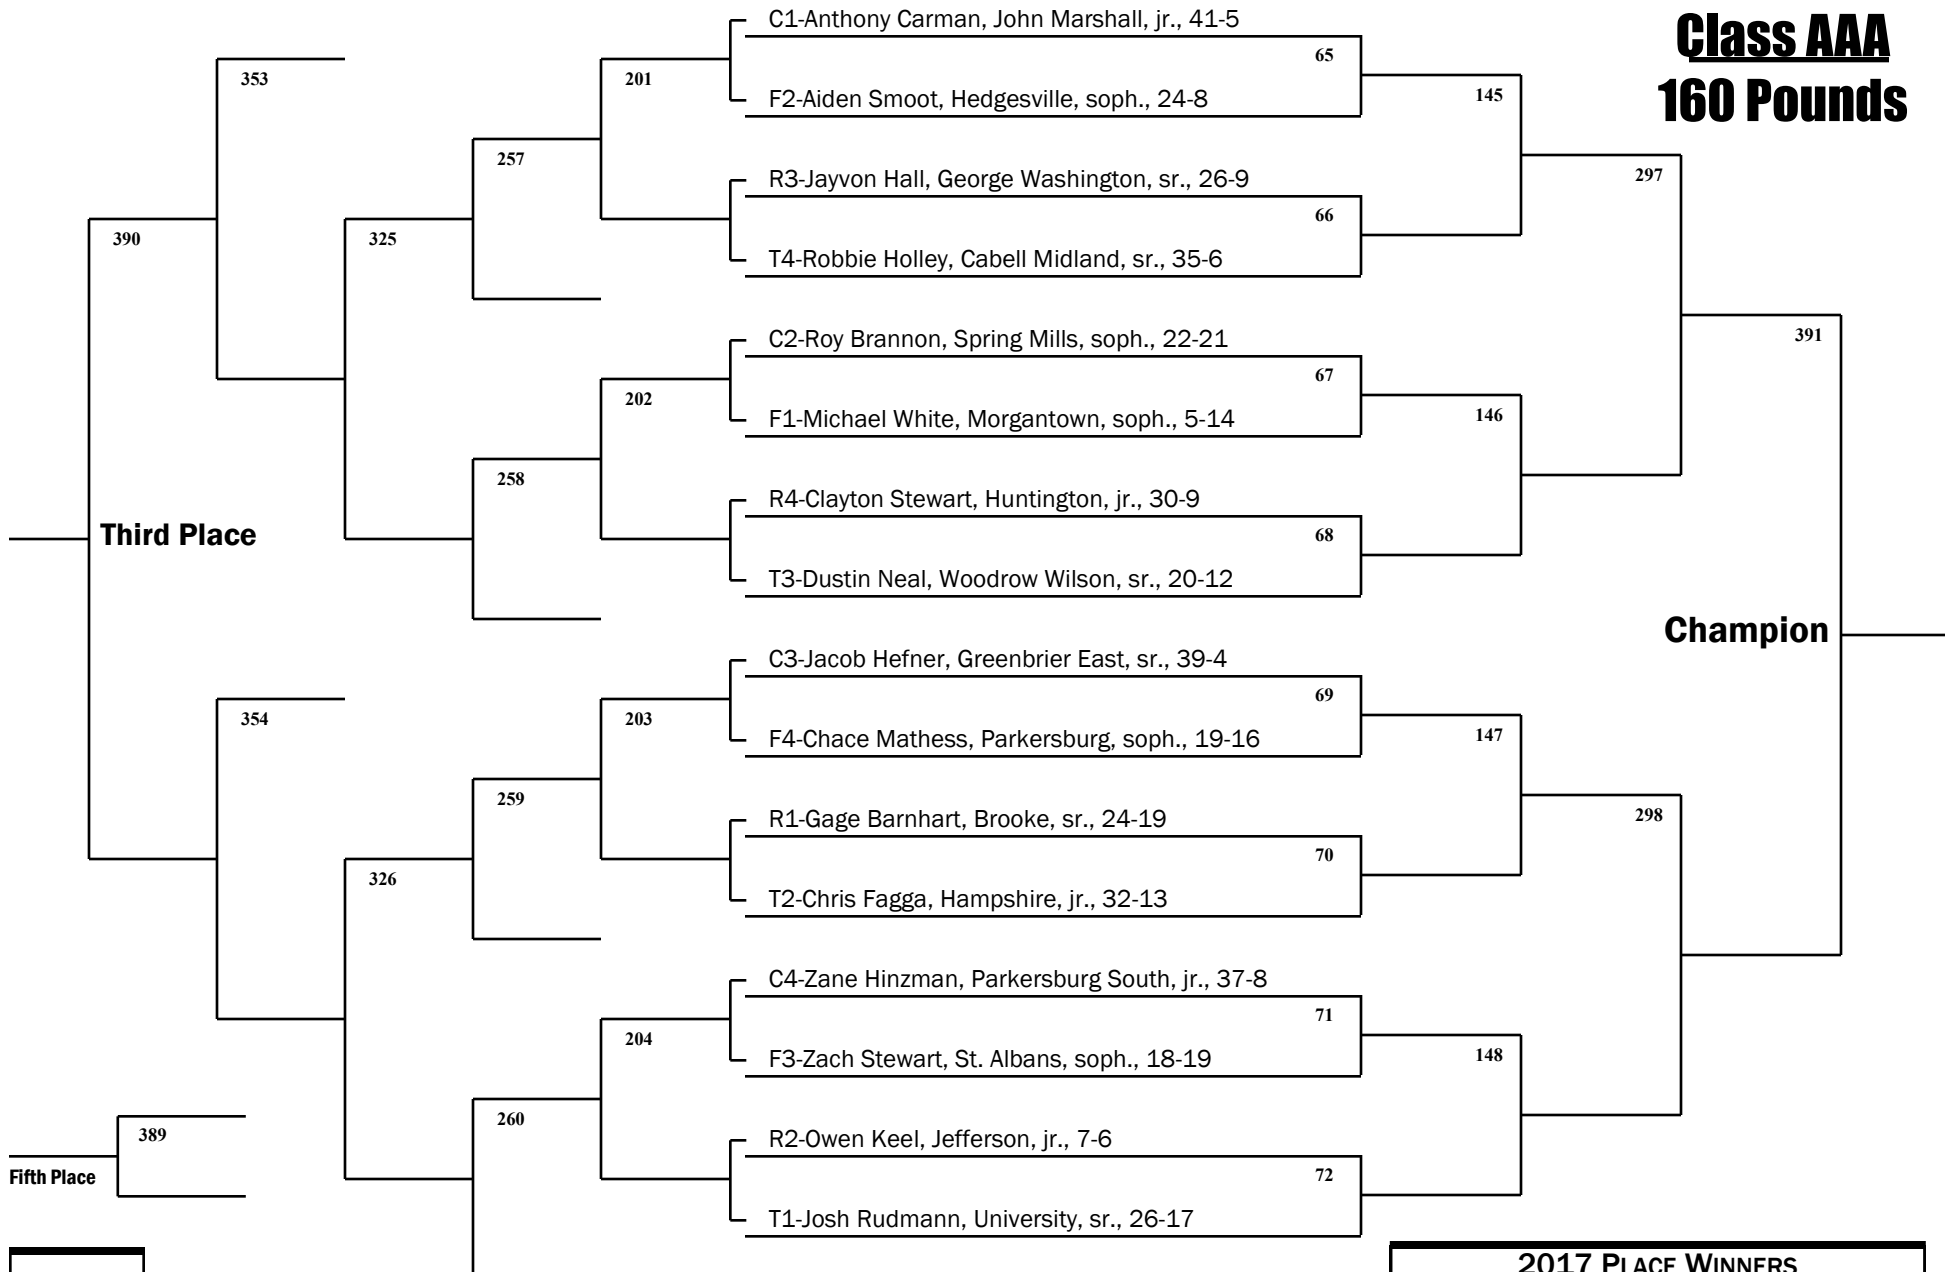 Class AAA
160 Pounds
C1-Anthony Carman, John Marshall, jr., 41-5
65
353
201
F2-Aiden Smoot, Hedgesville, soph., 24-8
145
257
R3-Jayvon Hall, George Washington, sr., 26-9
297
66
390
325
T4-Robbie Holley, Cabell Midland, sr., 35-6
C2-Roy Brannon, Spring Mills, soph., 22-21
391
67
202
F1-Michael White, Morgantown, soph., 5-14
146
258
R4-Clayton Stewart, Huntington, jr., 30-9
Third Place
68
T3-Dustin Neal, Woodrow Wilson, sr., 20-12
Champion
C3-Jacob Hefner, Greenbrier East, sr., 39-4
69
354
203
F4-Chace Mathess, Parkersburg, soph., 19-16
147
259
R1-Gage Barnhart, Brooke, sr., 24-19
298
70
326
T2-Chris Fagga, Hampshire, jr., 32-13
C4-Zane Hinzman, Parkersburg South, jr., 37-8
71
204
F3-Zach Stewart, St. Albans, soph., 18-19
148
260
389
R2-Owen Keel, Jefferson, jr., 7-6
Fifth Place
72
T1-Josh Rudmann, University, sr., 26-17
2017 PLACE WINNERS